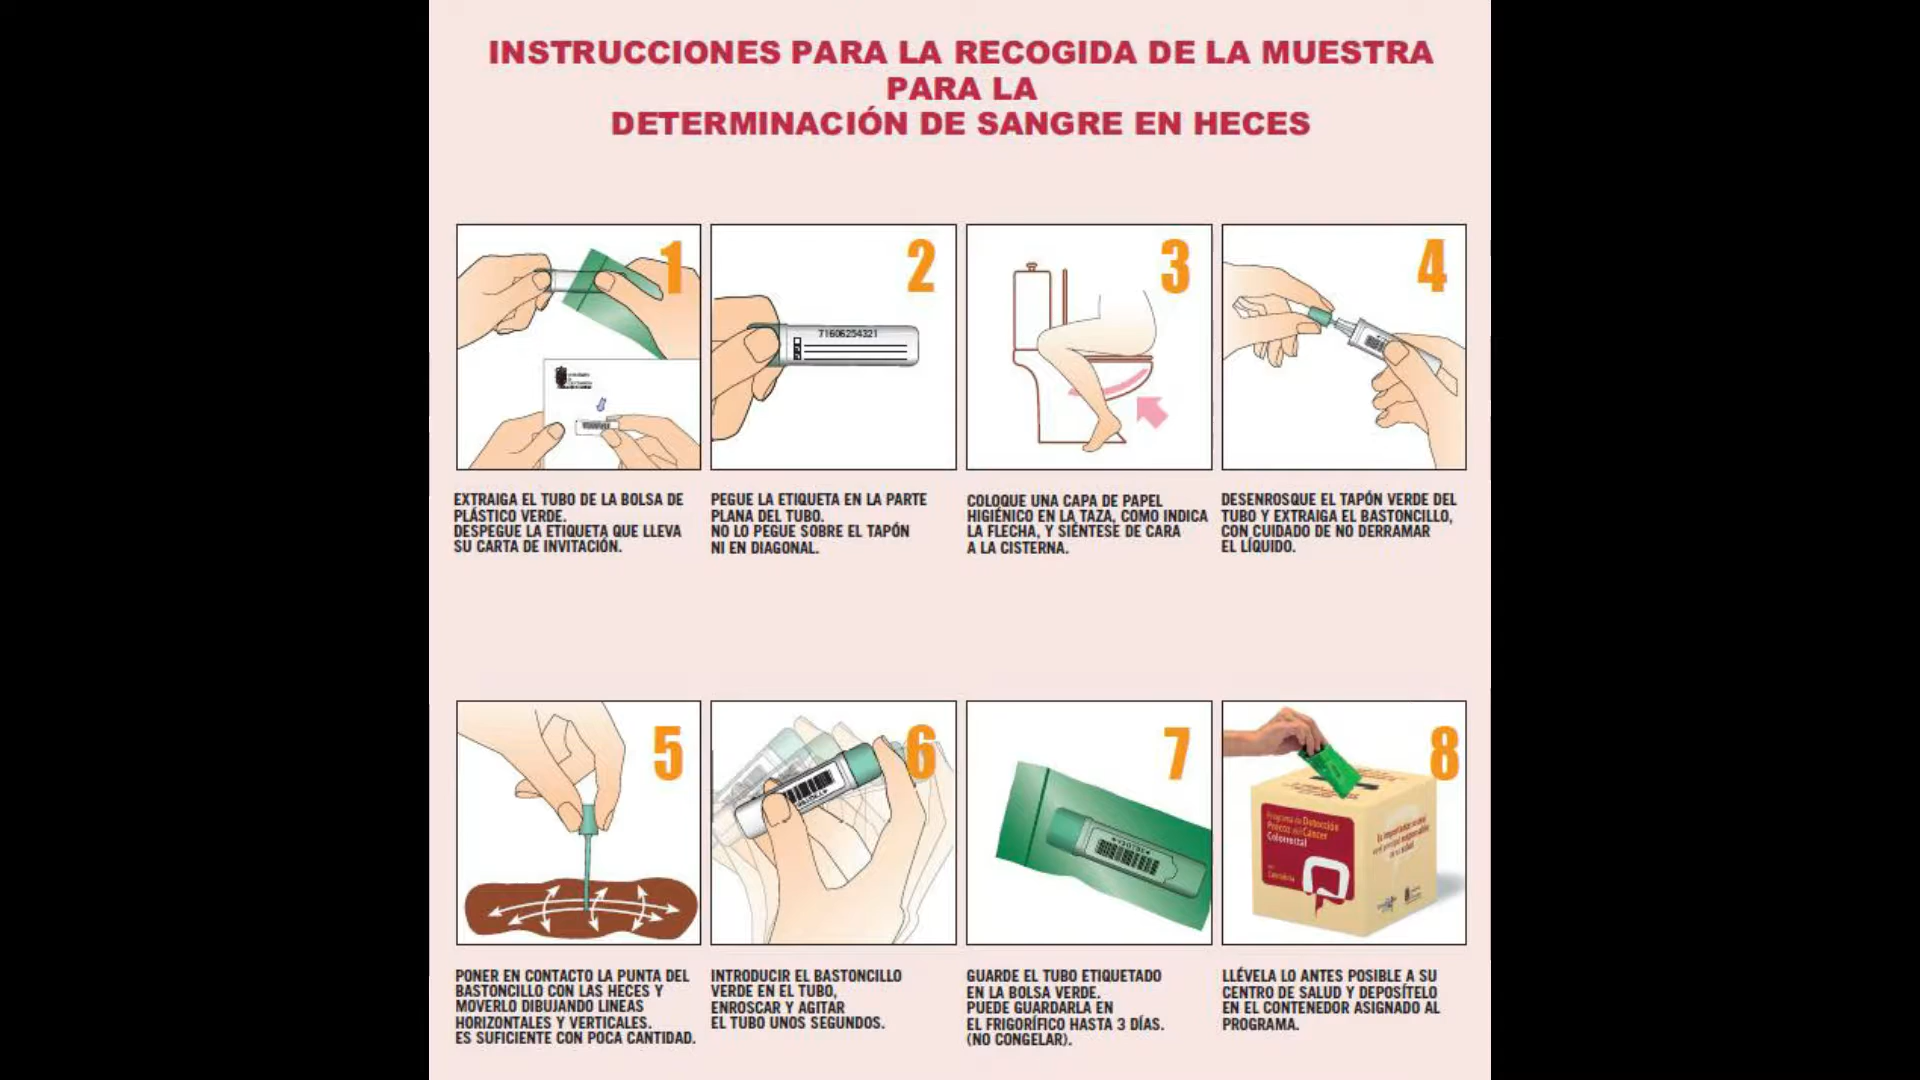 INSTRUCCIONES PARA LA RECOGIDA DE LA MUESTRA
PARA LA
DETERMINACIÓN DE SANGRE EN HECES
1
2
71606254321
3
4
EXTRAIGA EL TUBO DE LA BOLSA DE
PLÁSTICO VERDE.
DESPEGUE LA ETIQUETA QUE LLEVA
SU CARTA DE INVITACIÓN.
PEGUE LA ETIQUETA EN LA PARTE
PLANA DEL TUBO.
NO LO PEGUE SOBRE EL TAPÓN
NI EN DIAGONAL.
COLOQUE UNA CAPA DE PAPEL
HIGIÉNICO EN LA TAZA, COMO INDICA
LA FLECHA, Y SIÉNTESE DE CARA
A LA CISTERNA.
DESENROSQUE EL TAPÓN VERDE DEL
TUBO Y EXTRAIGA EL BASTONCILLO,
CON CUIDADO DE NO DERRAMAR
EL LÍQUIDO.
5
6
7
8
Programa de Detección
Precoz del Cáncer
Colorrectal
Cantabria
PONER EN CONTACTO LA PUNTA DEL
BASTONCILLO CON LAS HECES Y
MOVERLO DIBUJANDO LINEAS
HORIZONTALES Y VERTICALES.
ES SUFICIENTE CON POCA CANTIDAD.
INTRODUCIR EL BASTONCILLO
VERDE EN EL TUBO,
ENROSCAR Y AGITAR
EL TUBO UNOS SEGUNDOS.
GUARDE EL TUBO ETIQUETADO
EN LA BOLSA VERDE.
PUEDE GUARDARLA EN
EL FRIGORÍFICO HASTA 3 DÍAS.
(NO CONGELAR).
LLÉVELA LO ANTES POSIBLE A SU
CENTRO DE SALUD Y DEPOSÍTELO
EN EL CONTENEDOR ASIGNADO AL
PROGRAMA.